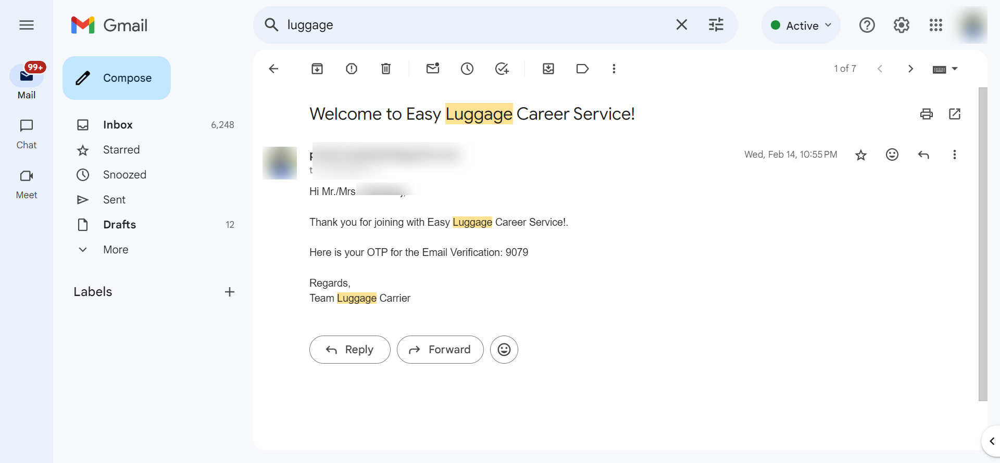 Gmail
luggage
Active
99+
Mail
Chat
Meet
Compose
Inbox 6,248
Starred
Snoozed
Sent
Drafts 12
More
Labels
1 of 7
Welcome to Easy Luggage Career Service!
Wed, Feb 14, 10:55 PM
Hi Mr./Mrs
Thank you for joining with Easy Luggage Career Service!.
Here is your OTP for the Email Verification: 9079
Regards,
Team Luggage Carrier
Reply
Forward